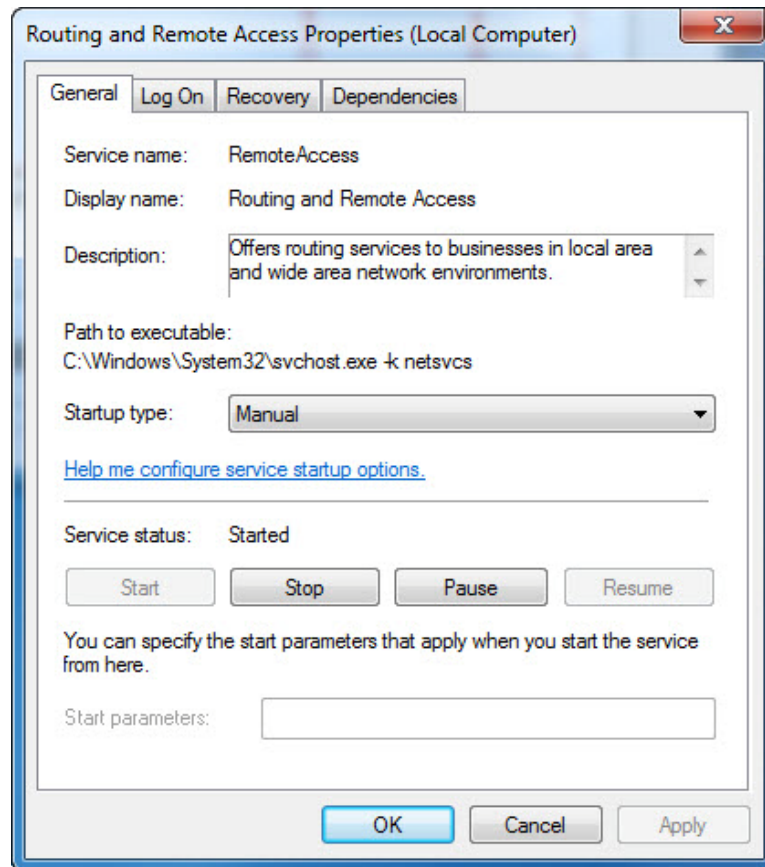 Routing and Remote Access Properties (Local Computer)
General Log On Recovery Dependencies
Service name: RemoteAccess
Display name: Routing and Remote Access
Description: Offers routing services to businesses in local area
and wide area network environments.
Path to executable:
C:\Windows\System32\svchost.exe -k netsvcs
Startup type: Manual
Help me configure service startup options.
Service status: Started
Start Stop Pause Resume
You can specify the start parameters that apply when you start the service
from here.
Start parameters:
OK Cancel Apply